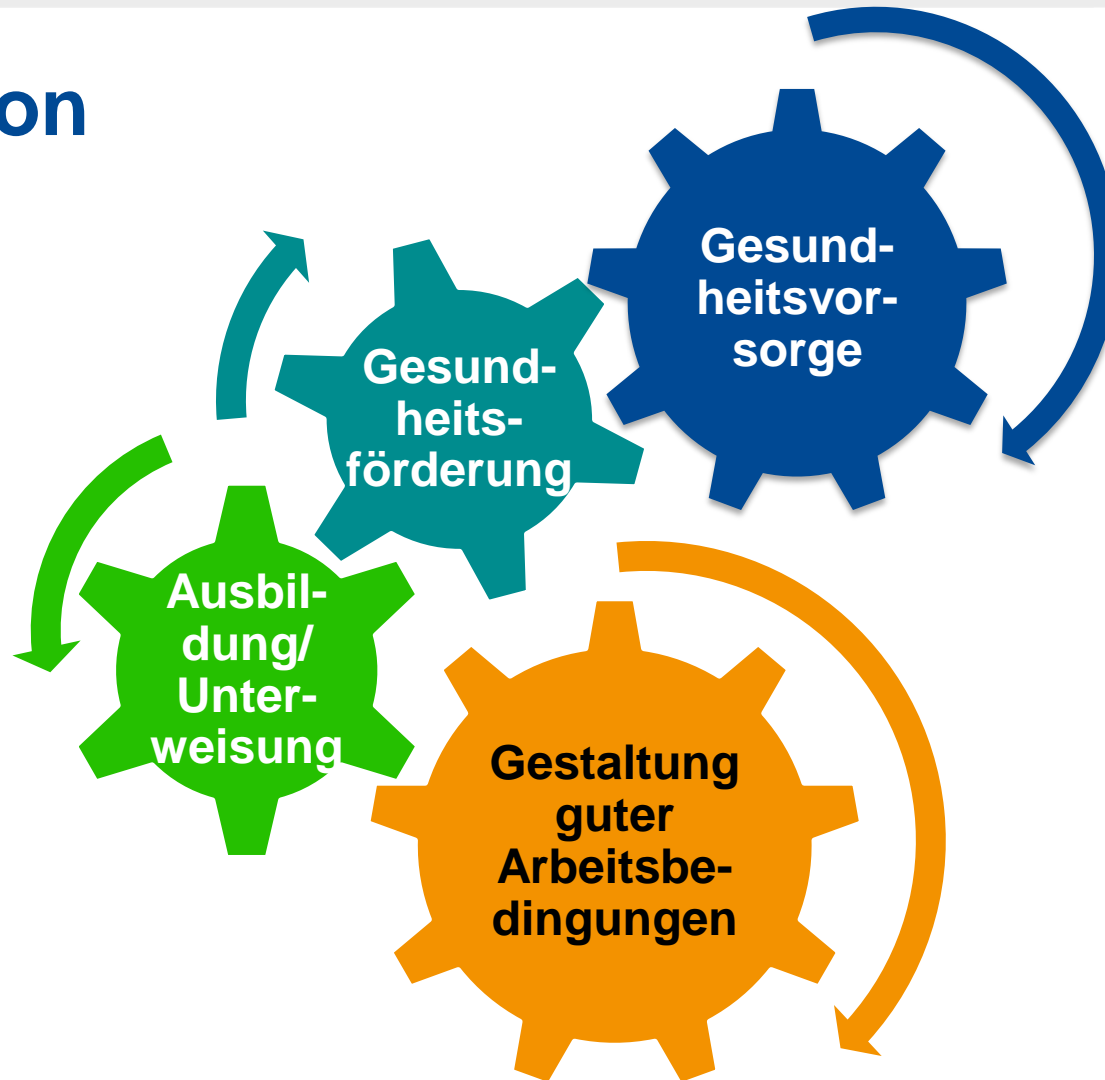 on
Gesund-
heitsvor-
sorge
Gesund-
heits-
förderung
Ausbil-
dung/
Unter-
weisung
Gestaltung
guter
Arbeitsbe-
dingungen